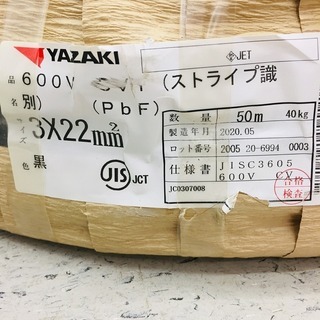 YAZAKI
JET
品名 600V (ストライプ識別) (PbF)
サイズ 3X22mm²
色 黒
JIS JCT
数量 50m 40kg
製造年月 2020.05
ロット番号 2005 20-6994 0003
仕様書 JISC3605
600V CV
JC0307008
合格
検査